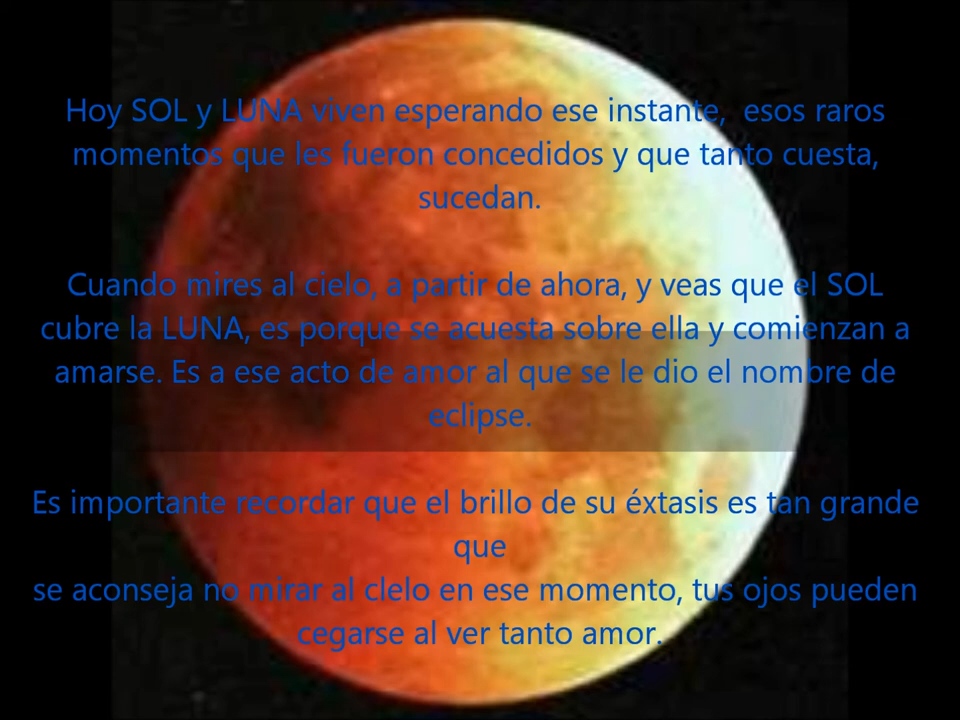 Hoy SOL y LUNA viven esperando ese instante,  esos raros
momentos que les fueron concedidos y que tanto cuesta,
sucedan.
Cuando mires al cielo, a partir de ahora, y veas que el SOL
cubre la LUNA, es porque se acuesta sobre ella y comienzan a
amarse. Es a ese acto de amor al que se le dio el nombre de
eclipse.
Es importante recordar que el brillo de su éxtasis es tan grande
que
se aconseja no mirar al clelo en ese momento, tus ojos pueden
cegarse al ver tanto amor.